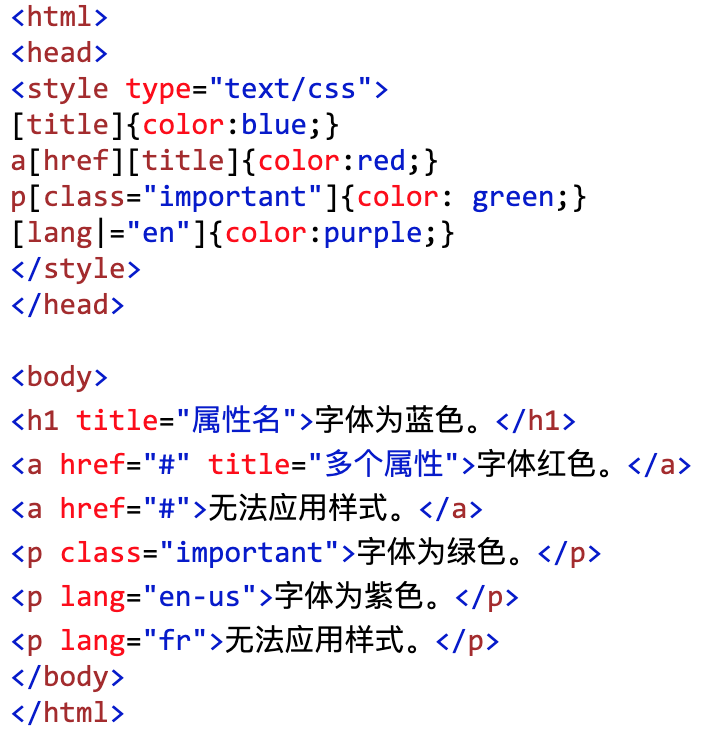 <html>
<head>
<style type="text/css">
[title]{color:blue;}
a[href][title]{color:red;}
p[class="important"]{color: green;}
[lang|="en"]{color:purple;}
</style>
</head>
<body>
<h1 title="属性名">字体为蓝色。</h1>
<a href="#" title="多个属性">字体红色。</a>
<a href="#">无法应用样式。</a>
<p class="important">字体为绿色。</p>
<p lang="en-us">字体为紫色。</p>
<p lang="fr">无法应用样式。</p>
</body>
</html>